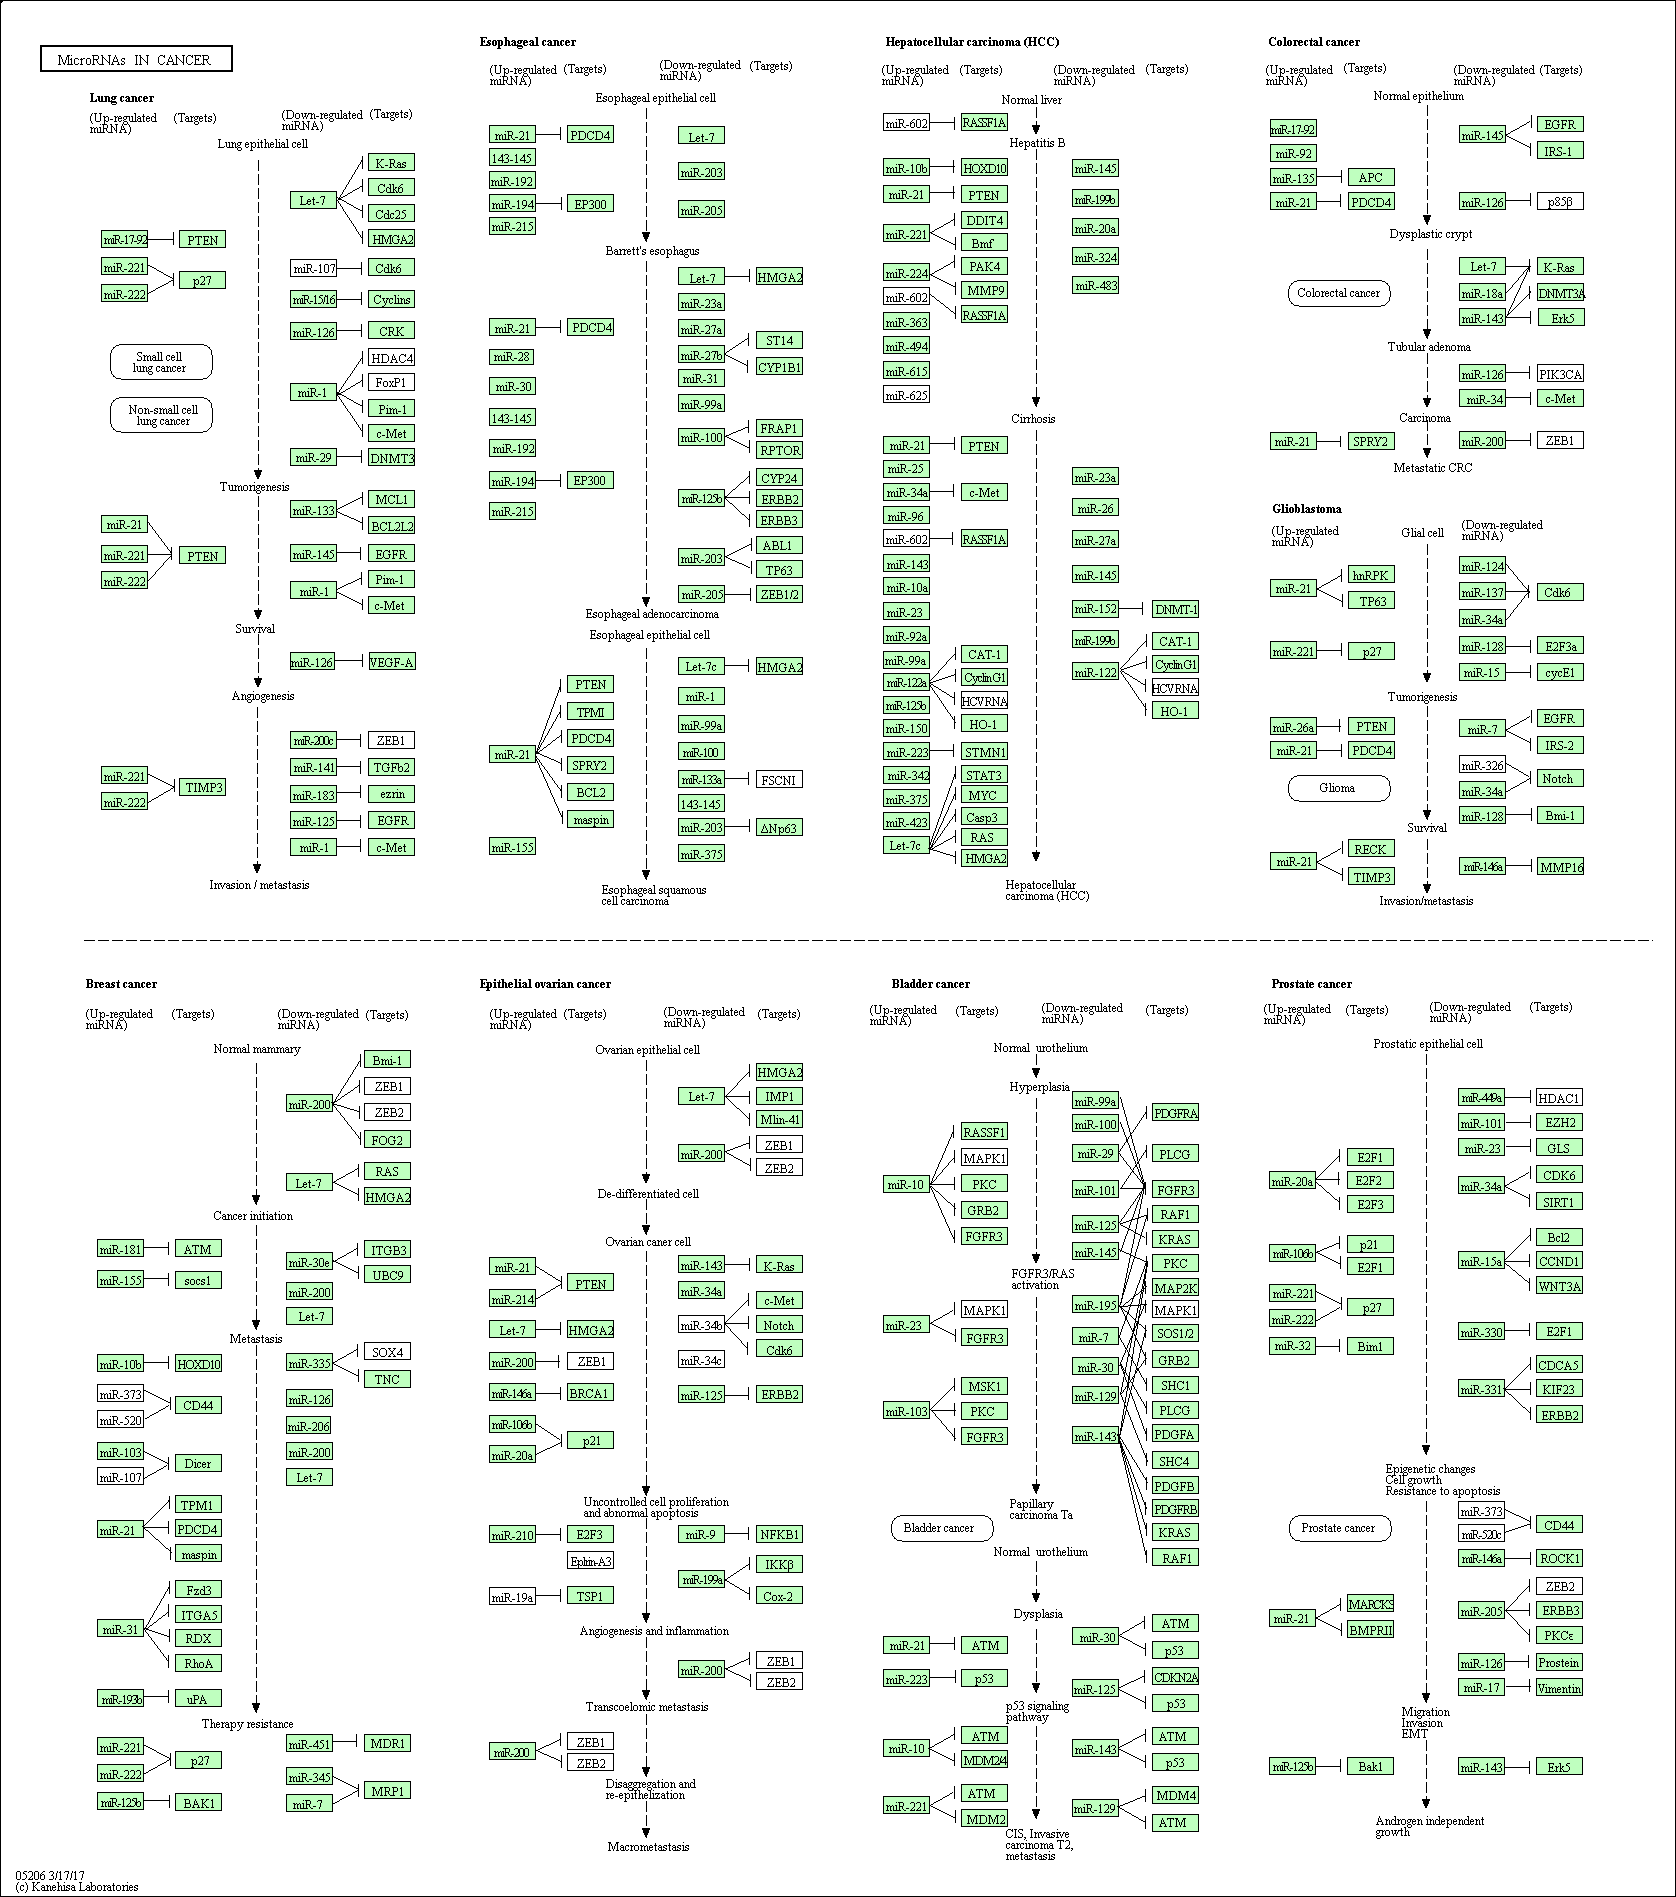 MicroRNAs IN CANCER
Lung cancer
(Up-regulated
miRNA)
(Targets)
(Down-regulated
miRNA)
(Targets)
Lung epithelial cell
Let-7
K-Ras
Cdk6
Cdc25
HMGA2
miR-17-92
PTEN
miR-221
miR-222
p27
miR-107
Cdk6
miR-15/16
Cyclins
miR-126
CRK
Small cell
lung cancer
Non-small cell
lung cancer
miR-1
HDAC4
FoxP1
Pim-1
c-Met
miR-29
DNMT3
Tumorigenesis
miR-21
miR-221
miR-222
PTEN
miR-133
MCL1
BCL2L2
miR-145
EGFR
miR-1
Pim-1
c-Met
Survival
miR-126
VEGF-A
Angiogenesis
miR-221
miR-222
TIMP3
miR-200c
ZEB1
miR-141
TGFb2
miR-183
ezrin
miR-125
EGFR
miR-1
c-Met
Invasion / metastasis
Esophageal cancer
(Up-regulated
miRNA)
(Targets)
(Down-regulated
miRNA)
(Targets)
Esophageal epithelial cell
miR-21
PDCD4
143-145
miR-192
miR-194
EP300
miR-215
Let-7
miR-203
miR-205
Barrett's esophagus
miR-21
PDCD4
miR-28
miR-30
143-145
miR-192
miR-194
EP300
miR-215
Let-7
HMGA2
miR-23a
miR-27a
miR-27b
ST14
CYP1B1
miR-31
miR-99a
miR-100
FRAP1
RPTOR
miR-125b
CYP24
ERBB2
ERBB3
miR-203
ABL1
TP63
miR-205
ZEB1/2
Esophageal adenocarcinoma
Esophageal epithelial cell
miR-21
PTEN
TPM1
PDCD4
SPRY2
BCL2
maspin
miR-155
Let-7c
HMGA2
miR-1
miR-99a
miR-100
miR-133a
FSCN1
143-145
miR-203
ΔNp63
miR-375
Esophageal squamous
cell carcinoma
Hepatocellular carcinoma (HCC)
(Up-regulated
miRNA)
(Targets)
(Down-regulated
miRNA)
(Targets)
Normal liver
miR-602
RASSF1A
Hepatitis B
miR-10b
HOXD10
miR-21
PTEN
miR-221
DDIT4
Bmf
miR-224
PAK4
MMP9
miR-602
RASSF1A
miR-363
miR-494
miR-615
miR-625
miR-145
miR-199b
miR-20a
miR-324
miR-483
Cirrhosis
miR-21
PTEN
miR-25
miR-34a
c-Met
miR-96
miR-602
RASSF1A
miR-143
miR-10a
miR-23
miR-92a
miR-99a
miR-122a
CAT-1
CyclinG1
HCVRNA
HO-1
miR-125b
miR-150
miR-223
STMN1
miR-342
miR-375
miR-423
Let-7c
STAT3
MYC
Casp3
RAS
HMGA2
miR-23a
miR-26
miR-27a
miR-145
miR-152
DNMT-1
miR-199b
miR-122
CAT-1
CyclinG1
HCVRNA
HO-1
Hepatocellular
carcinoma (HCC)
Colorectal cancer
(Up-regulated
miRNA)
(Targets)
(Down-regulated
miRNA)
(Targets)
Normal epithelium
miR-17-92
miR-92
miR-135
APC
miR-21
PDCD4
miR-145
EGFR
IRS-1
miR-126
p85β
Dysplastic crypt
Colorectal cancer
Let-7
miR-18a
miR-143
K-Ras
DNMT3A
Erk5
Tubular adenoma
miR-126
PIK3CA
miR-34
c-Met
Carcinoma
miR-21
SPRY2
miR-200
ZEB1
Metastatic CRC
Glioblastoma
(Up-regulated
miRNA)
(Targets)
Glial cell
(Down-regulated
miRNA)
miR-21
hnRPK
TP63
miR-221
p27
miR-124
miR-137
miR-34a
Cdk6
miR-128
E2F3a
miR-15
cycE1
Tumorigenesis
miR-26a
PTEN
miR-21
PDCD4
Glioma
miR-7
EGFR
IRS-2
miR-326
miR-34a
Notch
miR-128
Bmi-1
Survival
miR-21
RECK
TIMP3
miR-146a
MMP16
Invasion/metastasis
Breast cancer
(Up-regulated
miRNA)
(Targets)
(Down-regulated
miRNA)
(Targets)
Normal mammary
miR-200
Bmi-1
ZEB1
ZEB2
FOG2
Let-7
RAS
HMGA2
Cancer initiation
miR-181
ATM
miR-155
socs1
miR-30e
ITGB3
UBC9
miR-200
Let-7
Metastasis
miR-10b
HOXD10
miR-373
miR-520
CD44
miR-103
miR-107
Dicer
miR-21
TPM1
PDCD4
maspin
miR-31
Fzd3
ITGA5
RDX
RhoA
miR-193b
uPA
miR-335
SOX4
TNC
miR-126
miR-206
miR-200
Let-7
Therapy resistance
miR-221
miR-222
p27
miR-125b
BAK1
miR-451
MDR1
miR-345
miR-7
MRP1
Epithelial ovarian cancer
(Up-regulated
miRNA)
(Targets)
(Down-regulated
miRNA)
(Targets)
Ovarian epithelial cell
Let-7
HMGA2
IMP1
Mlin-41
miR-200
ZEB1
ZEB2
De-differentiated cell
Ovarian caner cell
miR-21
miR-214
PTEN
Let-7
HMGA2
miR-200
ZEB1
miR-146a
BRCA1
miR-106b
miR-20a
p21
miR-143
K-Ras
miR-34a
miR-34b
c-Met
Notch
Cdk6
miR-34c
miR-125
ERBB2
Uncontrolled cell proliferation
and abnormal apoptosis
miR-210
E2F3
Ephrin-A3
miR-19a
TSP1
miR-9
NFKB1
miR-199a
IKKβ
Cox-2
Angiogenesis and inflammation
miR-200
ZEB1
ZEB2
Transcoelomic metastasis
miR-200
ZEB1
ZEB2
Disaggregation and
re-epithelization
Macrometastasis
Bladder cancer
(Up-regulated
miRNA)
(Targets)
(Down-regulated
miRNA)
(Targets)
Normal urothelium
Hyperplasia
miR-10
RASSF1
MAPK1
PKC
GRB2
FGFR3
miR-23
MAPK1
FGFR3
miR-103
MSK1
PKC
FGFR3
FGFR3/RAS
activation
miR-99a
miR-100
miR-29
miR-101
miR-125
miR-145
miR-195
miR-7
miR-30
miR-129
miR-143
PDGFRA
PLCG
FGFR3
RAF1
KRAS
PKC
MAP2K
MAPK1
SOS1/2
GRB2
SHC1
PLCG
PDGFA
SHC4
PDGFB
PDGFRB
KRAS
RAF1
Papillary
carcinoma Ta
Bladder cancer
Normal urothelium
Dysplasia
miR-21
ATM
miR-223
p53
miR-30
ATM
p53
miR-125
CDKN2A
p53
p53 signaling
pathway
miR-10
ATM
MDM2/4
miR-221
ATM
MDM2
miR-143
ATM
p53
miR-129
MDM4
ATM
CIS, Invasive
carcinoma T2,
metastasis
Prostate cancer
(Up-regulated
miRNA)
(Targets)
(Down-regulated
miRNA)
(Targets)
Prostatic epithelial cell
miR-20a
E2F1
E2F2
E2F3
miR-106b
p21
E2F1
miR-221
miR-222
p27
miR-32
Bim1
miR-449a
HDAC1
miR-101
EZH2
miR-23
GLS
miR-34a
CDK6
SIRT1
miR-15a
Bcl2
CCND1
WNT3A
miR-330
E2F1
miR-331
CDCA5
KIF23
ERBB2
Epigenetic changes
Cell growth
Resistance to apoptosis
Prostate cancer
miR-21
MARCKS
BMPRII
miR-373
miR-520c
CD44
miR-146a
ROCK1
miR-205
ZEB2
ERBB3
PKCε
miR-126
Prostein
miR-17
Vimentin
Migration
Invasion
EMT
miR-125b
Bak1
miR-143
Erk5
Androgen independent
growth
05206 3/17/17
(c) Kanehisa Laboratories